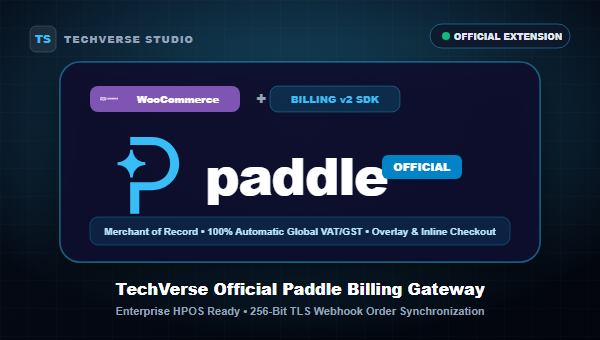 TS TECHVERSE STUDIO
OFFICIAL EXTENSION
WooCommerce + BILLING v2 SDK
paddle OFFICIAL
Merchant of Record • 100% Automatic Global VAT/GST • Overlay & Inline Checkout
TechVerse Official Paddle Billing Gateway
Enterprise HPOS Ready • 256-Bit TLS Webhook Order Synchronization